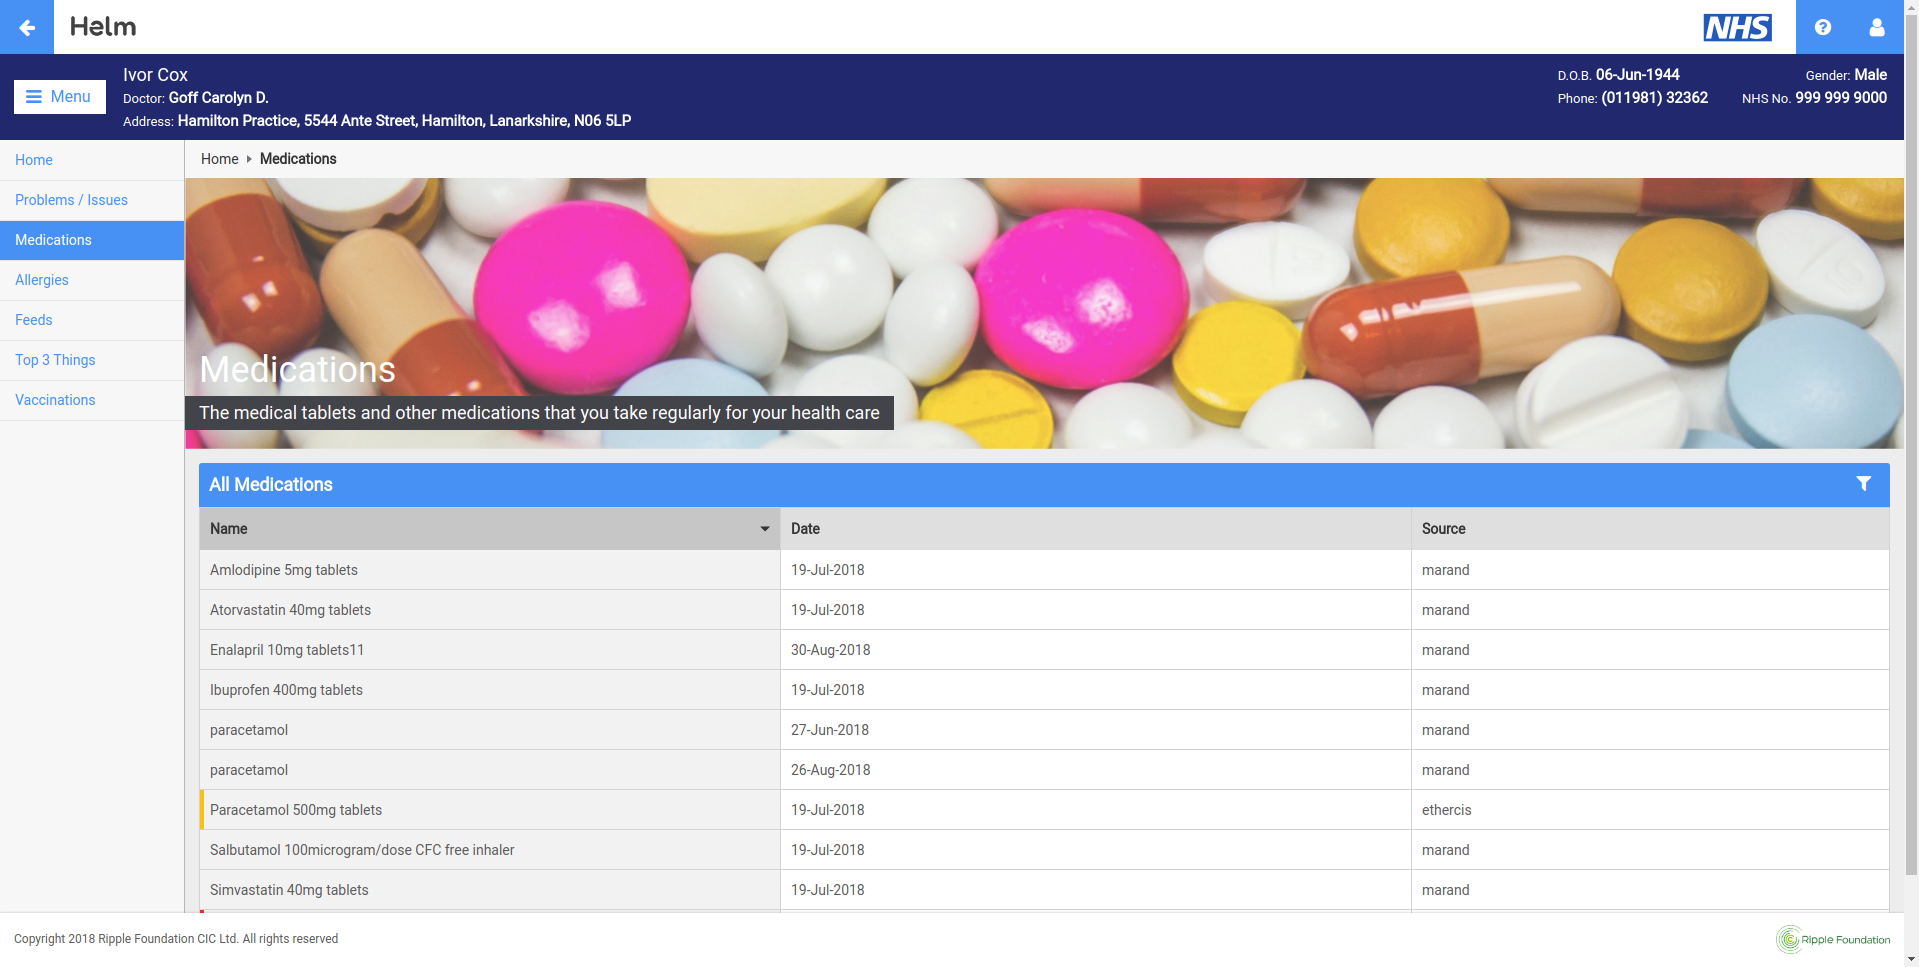 Helm
NHS
Menu
Ivor Cox
Doctor: Goff Carolyn D.
Address: Hamilton Practice, 5544 Ante Street, Hamilton, Lanarkshire, N06 5LP
D.O.B. 06-Jun-1944
Gender: Male
Phone: (011981) 32362
NHS No. 999 999 9000
Home
Problems / Issues
Medications
Allergies
Feeds
Top 3 Things
Vaccinations
Home Medications
Medications
The medical tablets and other medications that you take regularly for your health care
All Medications
Name Date Source
Amlodipine 5mg tablets 19-Jul-2018 marand
Atorvastatin 40mg tablets 19-Jul-2018 marand
Enalapril 10mg tablets11 30-Aug-2018 marand
Ibuprofen 400mg tablets 19-Jul-2018 marand
paracetamol 27-Jun-2018 marand
paracetamol 26-Aug-2018 marand
Paracetamol 500mg tablets 19-Jul-2018 ethercis
Salbutamol 100microgram/dose CFC free inhaler 19-Jul-2018 marand
Simvastatin 40mg tablets 19-Jul-2018 marand
Copyright 2018 Ripple Foundation CIC Ltd. All rights reserved
Ripple Foundation